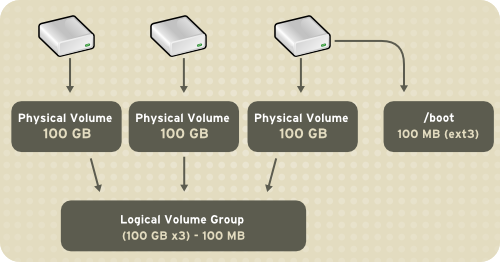 Physical Volume
100 GB
Physical Volume
100 GB
Physical Volume
100 GB
/boot
100 MB (ext3)
Logical Volume Group
(100 GB x3) - 100 MB